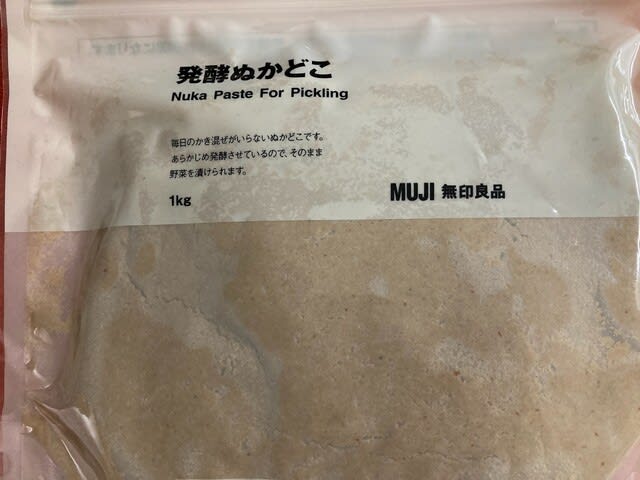 発酵ぬかどこ
Nuka Paste For Pickling
毎日のかき混ぜがいらないぬかどこです。
あらかじめ発酵させているので、そのまま
野菜を漬けられます。
1kg
MUJI 無印良品